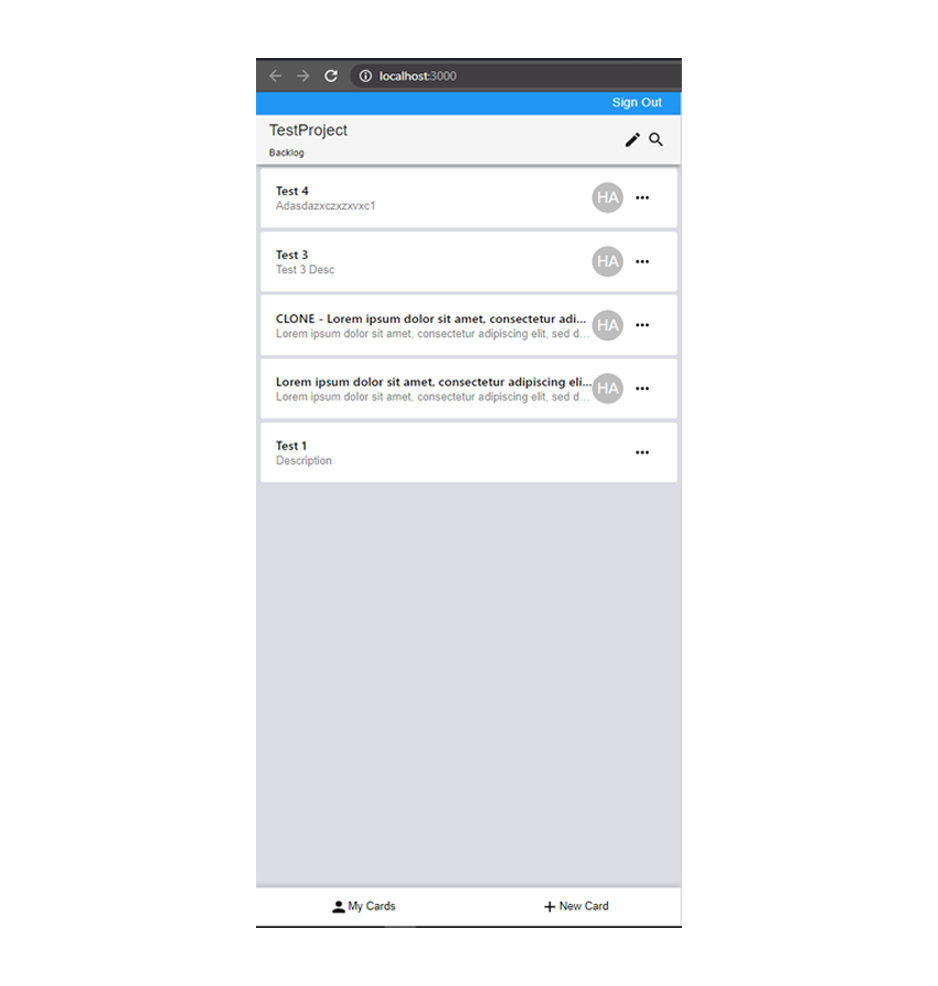 localhost:3000
Sign Out
TestProject
Backlog
Test 4
Adasdazxczxzxvxc1
HA
Test 3
Test 3 Desc
HA
CLONE - Lorem ipsum dolor sit amet, consectetur adi...
Lorem ipsum dolor sit amet, consectetur adipiscing elit, sed d...
HA
Lorem ipsum dolor sit amet, consectetur adipiscing eli...
Lorem ipsum dolor sit amet, consectetur adipiscing elit, sed d...
HA
Test 1
Description
My Cards
New Card